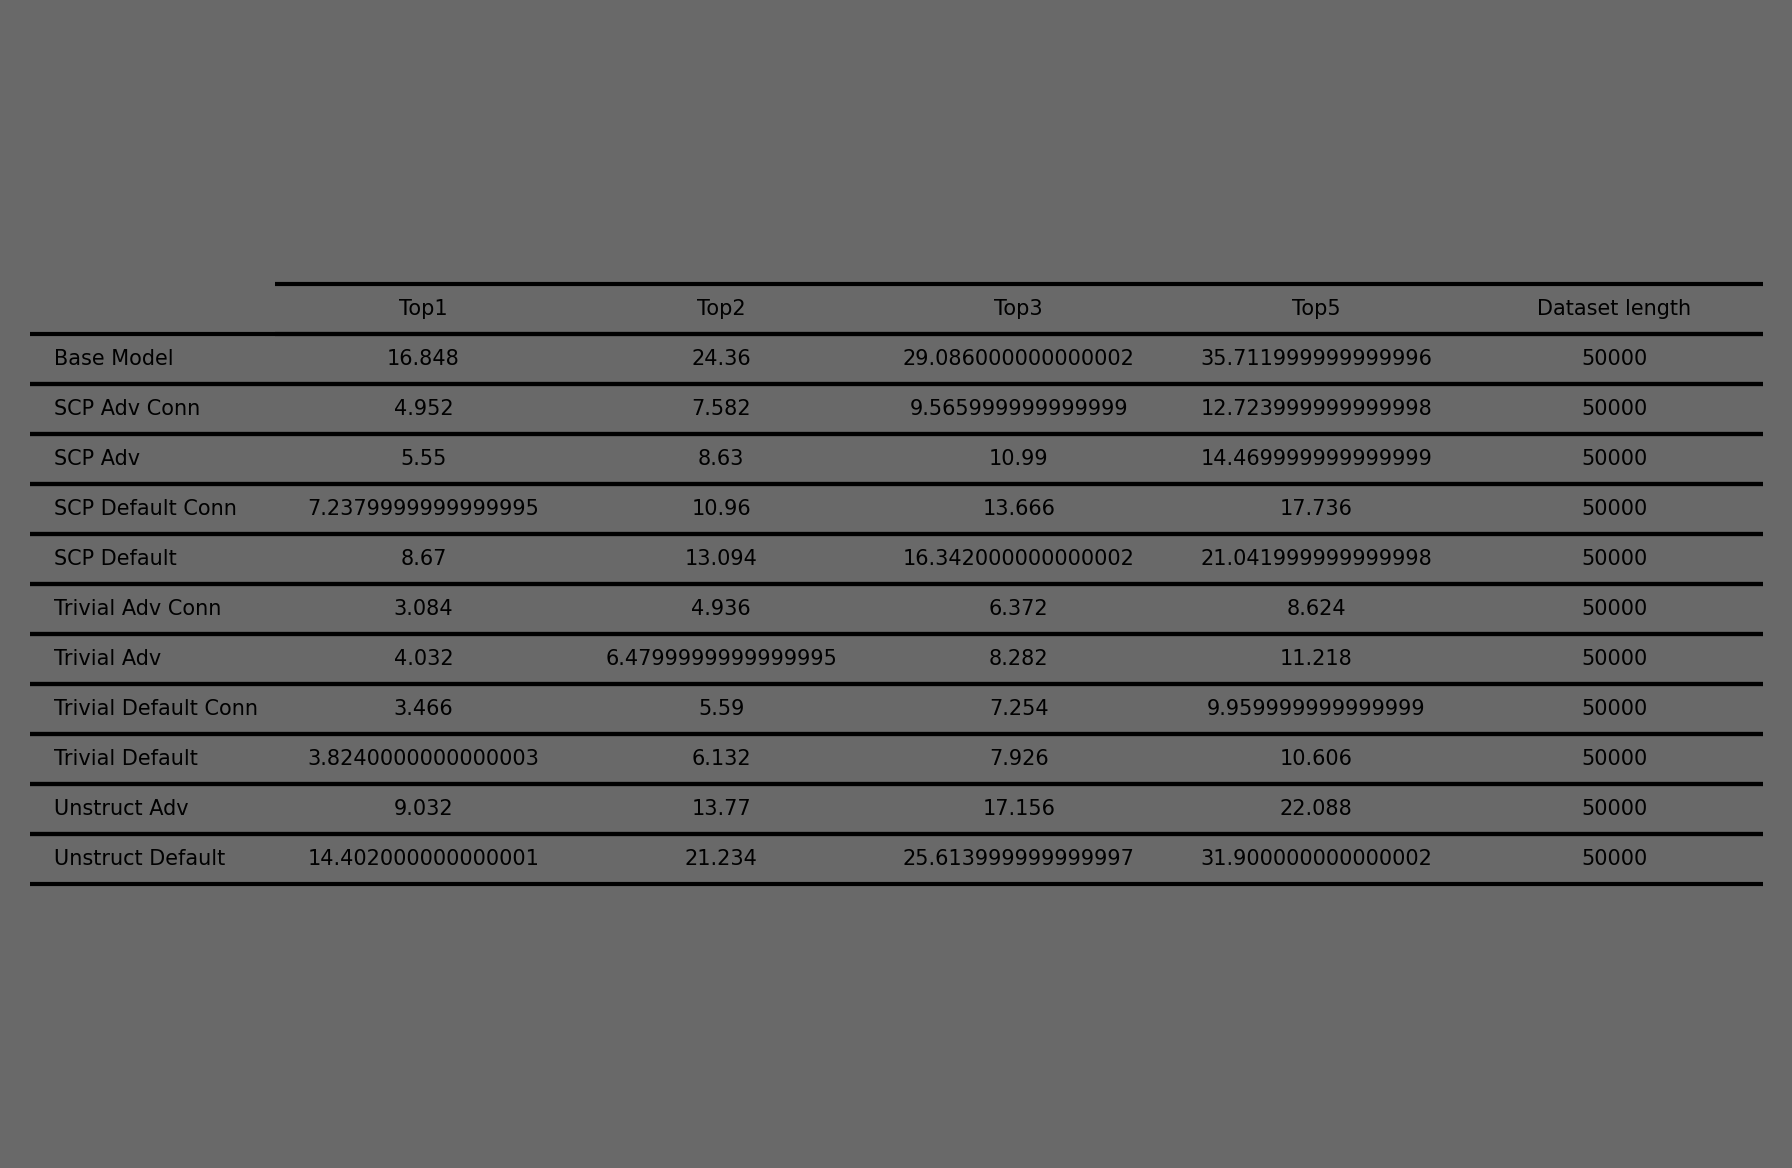 Top1 Top2 Top3 Top5 Dataset length
Base Model 16.848 24.36 29.086000000000002 35.711999999999996 50000
SCP Adv Conn 4.952 7.582 9.565999999999999 12.723999999999998 50000
SCP Adv 5.55 8.63 10.99 14.469999999999999 50000
SCP Default Conn 7.2379999999999995 10.96 13.666 17.736 50000
SCP Default 8.67 13.094 16.342000000000002 21.041999999999998 50000
Trivial Adv Conn 3.084 4.936 6.372 8.624 50000
Trivial Adv 4.032 6.4799999999999995 8.282 11.218 50000
Trivial Default Conn 3.466 5.59 7.254 9.959999999999999 50000
Trivial Default 3.8240000000000003 6.132 7.926 10.606 50000
Unstruct Adv 9.032 13.77 17.156 22.088 50000
Unstruct Default 14.402000000000001 21.234 25.613999999999997 31.900000000000002 50000